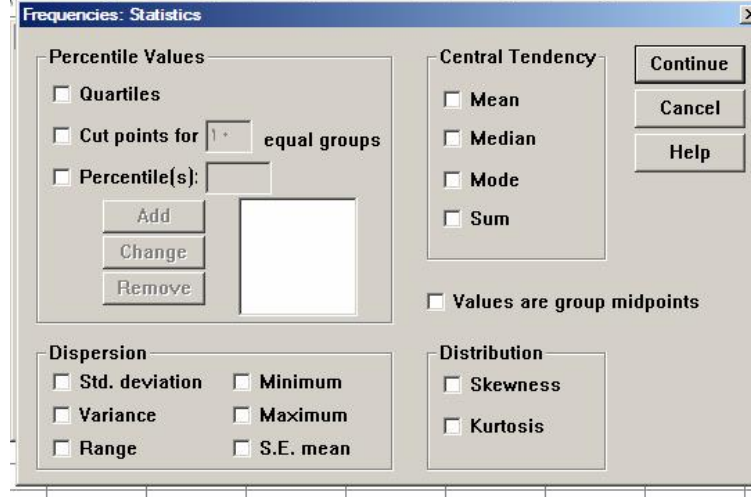 Frequencies: Statistics
Percentile Values
Quartiles
Cut points for ١٠ equal groups
Percentile(s):
Add
Change
Remove
Central Tendency
Mean
Median
Mode
Sum
Continue
Cancel
Help
Values are group midpoints
Dispersion
Std. deviation
Minimum
Variance
Maximum
Range
S.E. mean
Distribution
Skewness
Kurtosis